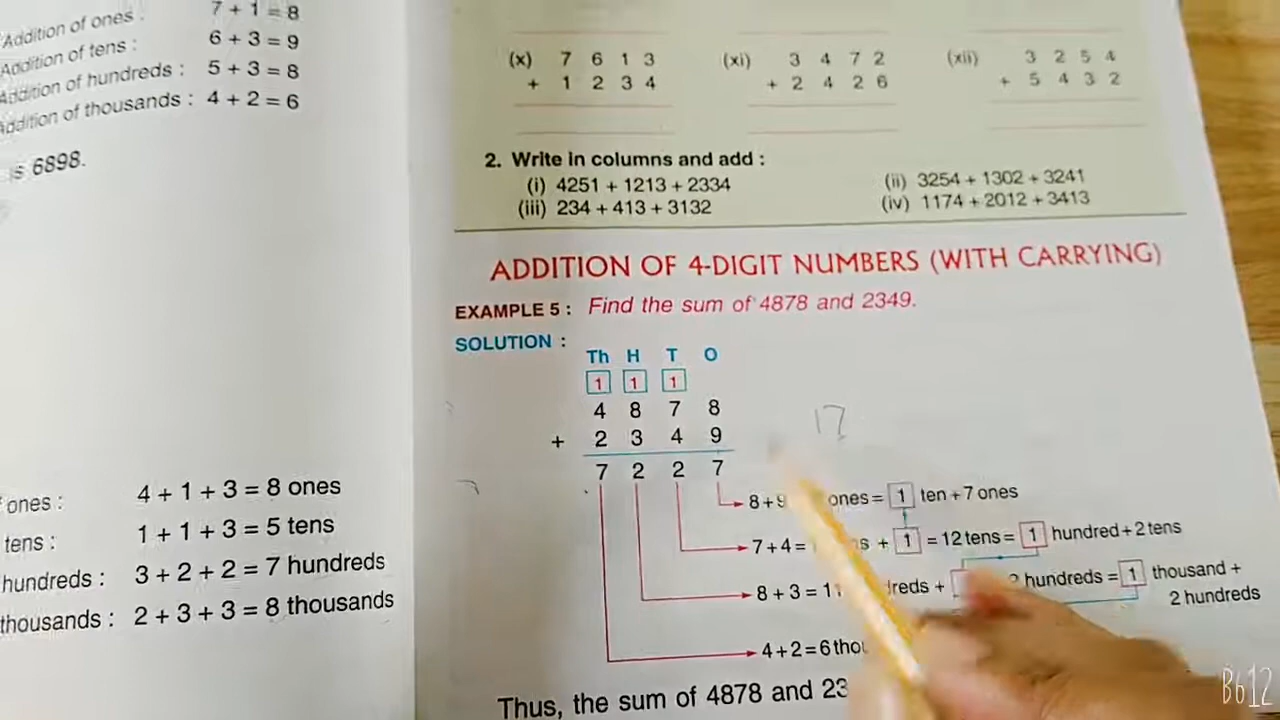 Addition of ones : 7 + 1 = 8
Addition of tens : 6 + 3 = 9
Addition of hundreds : 5 + 3 = 8
Addition of thousands : 4 + 2 = 6
is 6898.
ones : 4 + 1 + 3 = 8 ones
tens : 1 + 1 + 3 = 5 tens
hundreds : 3 + 2 + 2 = 7 hundreds
thousands : 2 + 3 + 3 = 8 thousands
(x) 7 6 1 3 (xi) 3 4 7 2 (xii) 3 2 5 4
+ 1 2 3 4 + 2 4 2 6 + 5 4 3 2
2. Write in columns and add :
(i) 4251 + 1213 + 2334 (ii) 3254 + 1302 + 3241
(iii) 234 + 413 + 3132 (iv) 1174 + 2012 + 3413
ADDITION OF 4-DIGIT NUMBERS (WITH CARRYING)
EXAMPLE 5 : Find the sum of 4878 and 2349.
SOLUTION :
Th H T O
1 1 1
4 8 7 8
17
+ 2 3 4 9
7 2 2 7
8 + 9 ones = 1 ten + 7 ones
7 + 4 = + 1 = 12 tens = 1 hundred + 2 tens
8 + 3 = 11 + hundreds = 1 thousand +
2 hundreds
4 + 2 = 6
Thus, the sum of 4878 and
B612